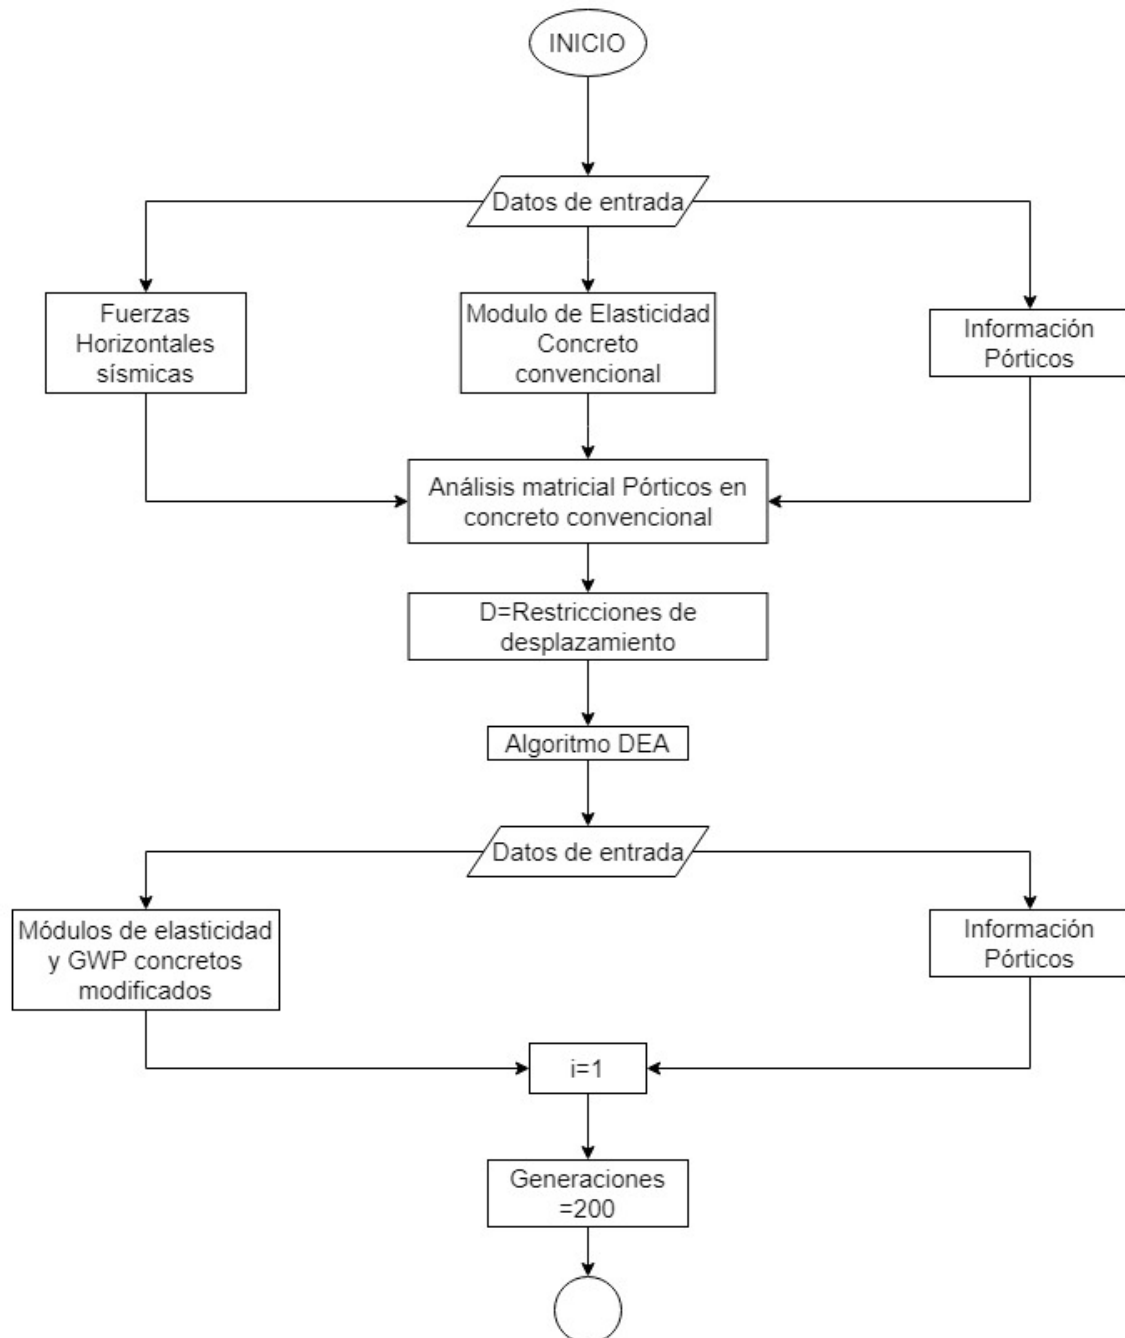 INICIO
Datos de entrada
Fuerzas
Horizontales
sísmicas
Modulo de Elasticidad
Concreto
convencional
Información
Pórticos
Análisis matricial Pórticos en
concreto convencional
D=Restricciones de
desplazamiento
Algoritmo DEA
Datos de entrada
Módulos de elasticidad
y GWP concretos
modificados
Información
Pórticos
i=1
Generaciones
=200